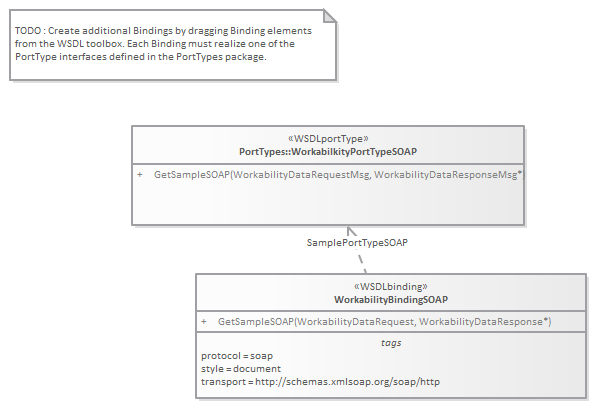 TODO : Create additional Bindings by dragging Binding elements
from the WSDL toolbox. Each Binding must realize one of the
PortType interfaces defined in the PortTypes package.
«WSDLportType»
PortTypes::WorkabilkityPortTypeSOAP
+ GetSampleSOAP(WorkabilityDataRequestMsg, WorkabilityDataResponseMsg*
SamplePortTypeSOAP
«WSDLbinding»
WorkabilityBindingSOAP
+ GetSampleSOAP(WorkabilityDataRequest, WorkabilityDataResponse*)
tags
protocol = soap
style = document
transport = http://schemas.xmlsoap.org/soap/http